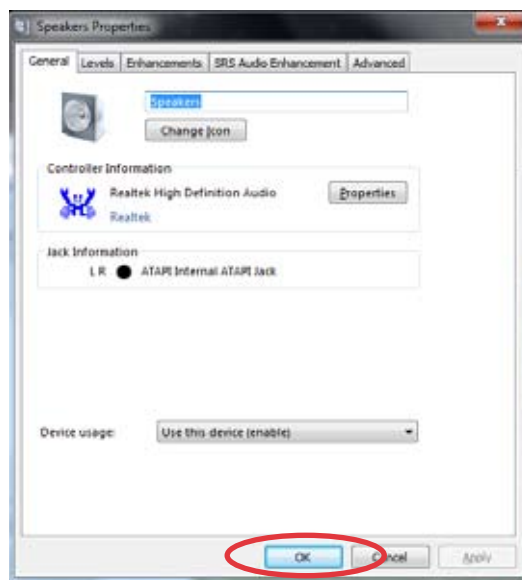 Speakers Properties
General Levels Enhancements SRS Audio Enhancement Advanced
Speakers
Change Icon
Controller Information
Realtek High Definition Audio Properties
Realtek
Jack Information
L R ATAPI Internal ATAPI Jack
Device usage: Use this device (enable)
OK Cancel Apply